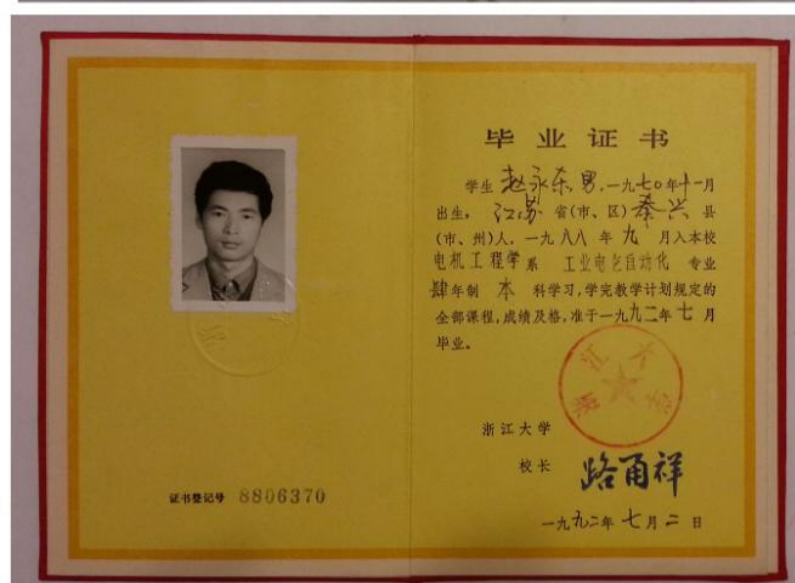 毕业证书
学生 赵永东,男,一九七0年十一月
出生, 江苏 省(市、区) 泰兴 县
(市、州)人, 一九八八年九月入本校
电机工程学系 工业电气自动化 专业
肆年制 本 科学习,学完教学计划规定的
全部课程,成绩及格,准于一九九二年七月
毕业。
浙江大学
浙江大学
校长 路甬祥
证书登记号 8806370
一九九二年七月二日